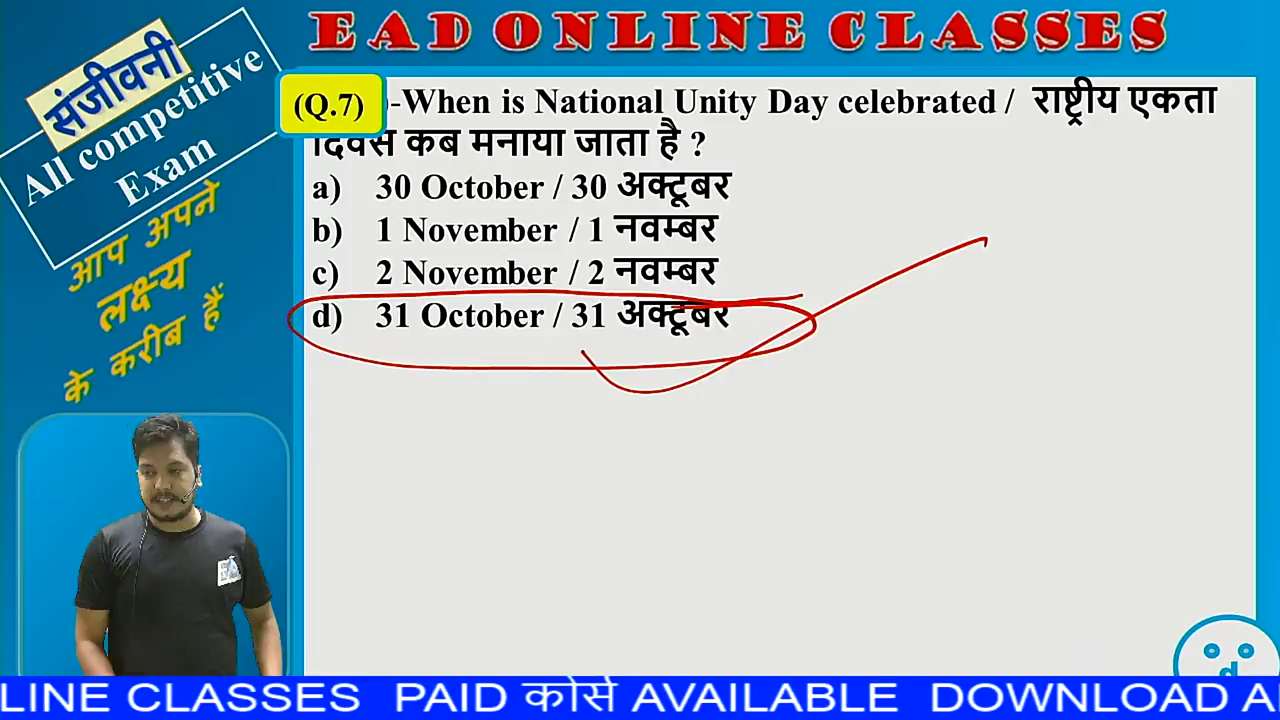 EAD ONLINE CLASSES
संजीवनी
All competitive
Exam
आप अपने
लक्ष्य
के करीब हैं
(Q.7) -When is National Unity Day celebrated / राष्ट्रीय एकता
दिवस कब मनाया जाता है ?
a) 30 October / 30 अक्टूबर
b) 1 November / 1 नवम्बर
c) 2 November / 2 नवम्बर
d) 31 October / 31 अक्टूबर
d
LINE CLASSES PAID कोर्स AVAILABLE DOWNLOAD